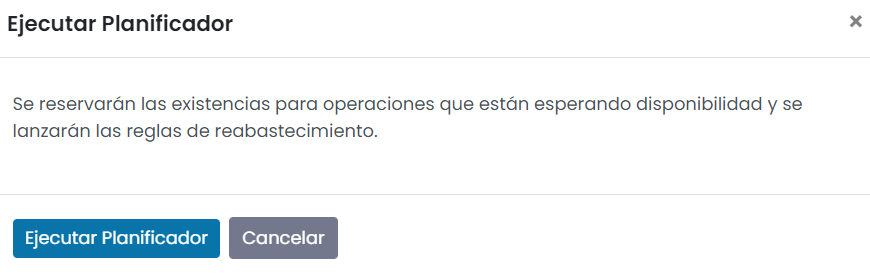 Ejecutar Planificador ×
Se reservarán las existencias para operaciones que están esperando disponibilidad y se
lanzarán las reglas de reabastecimiento.
Ejecutar Planificador Cancelar